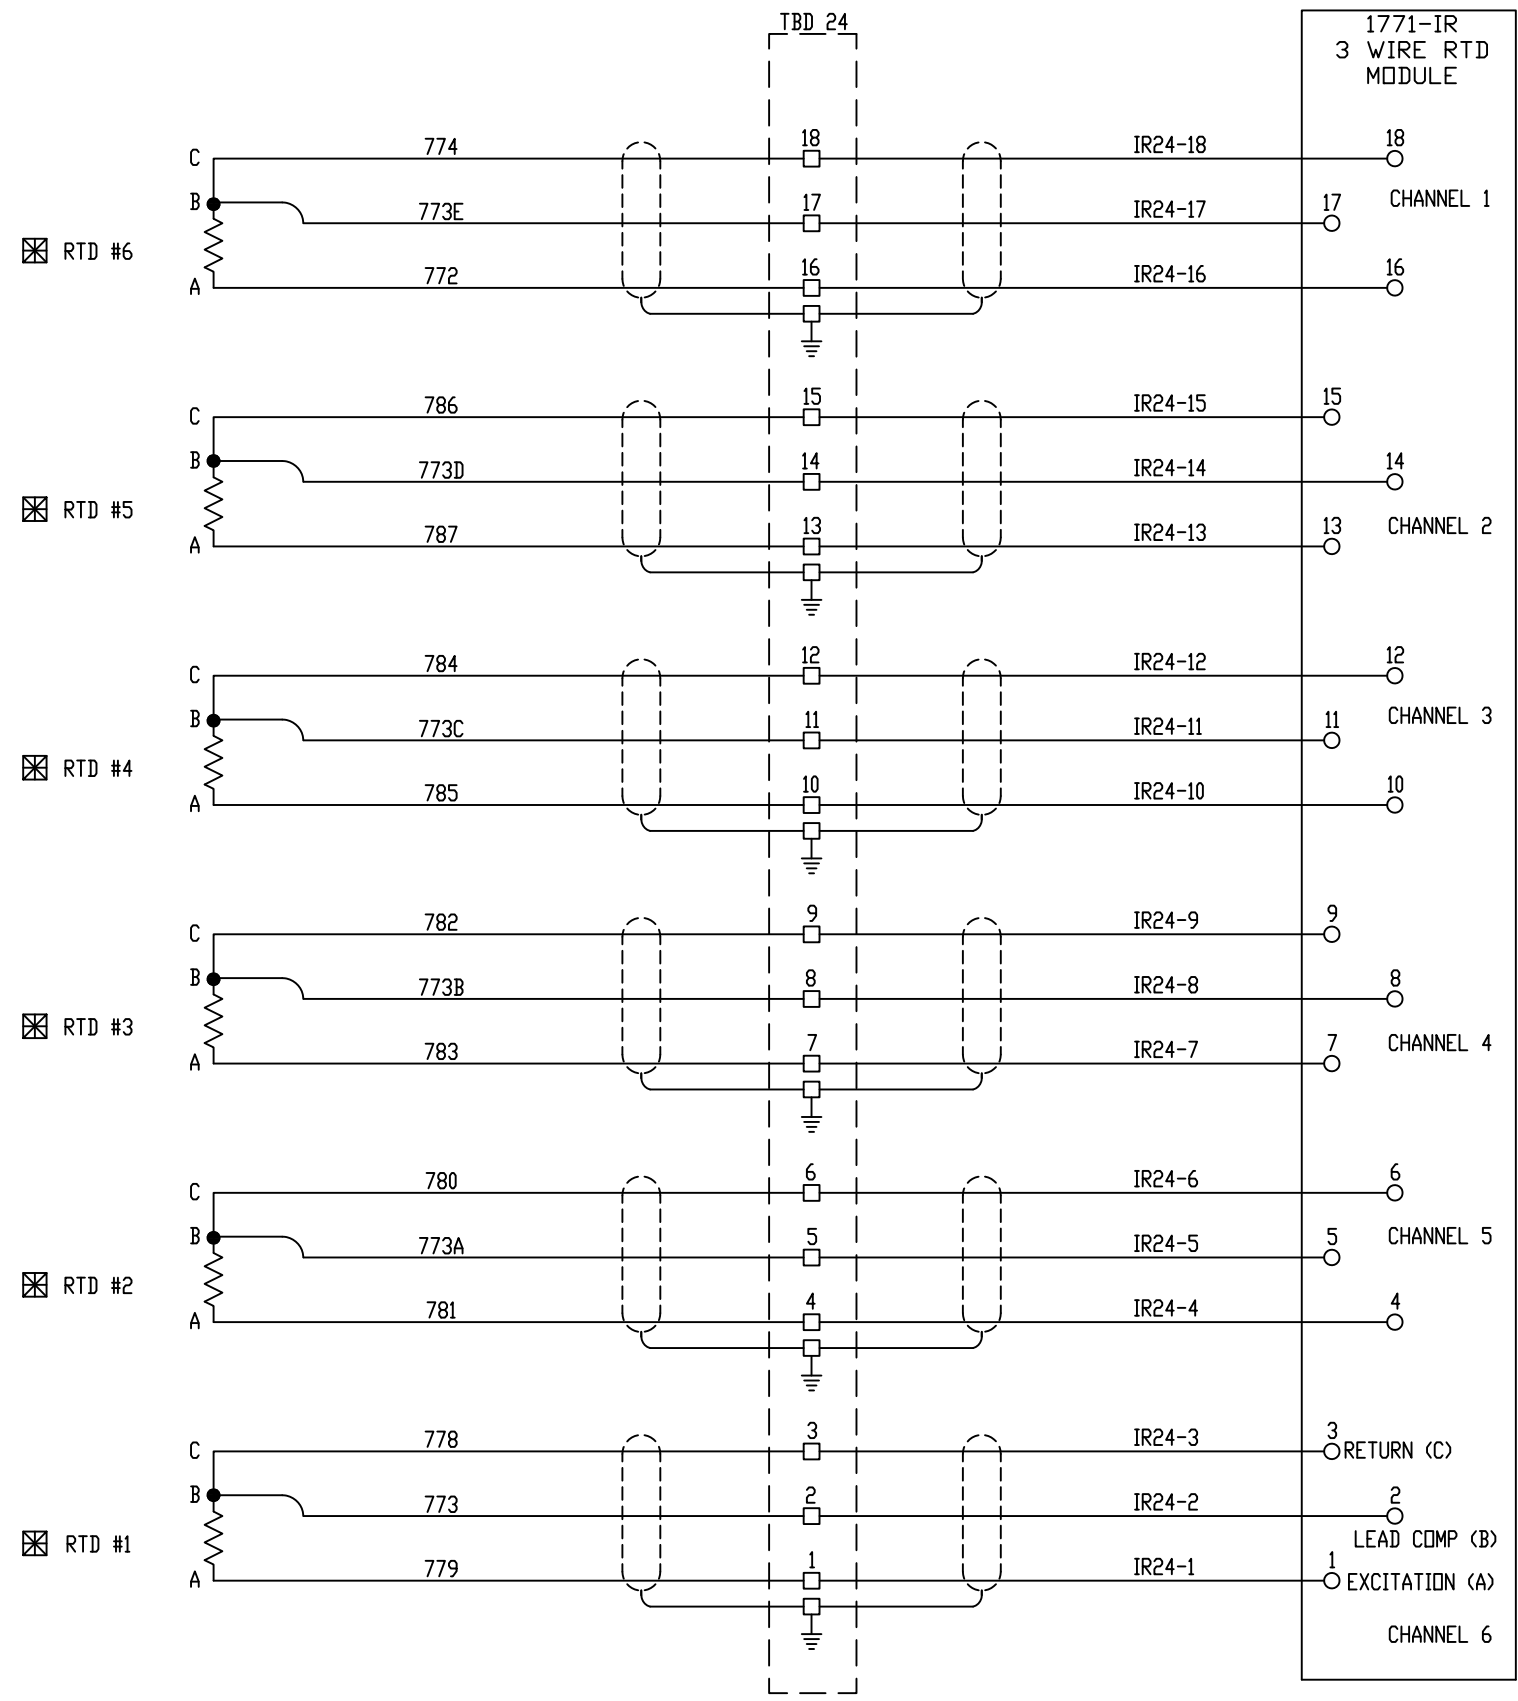 TBD 24
1771-IR
3 WIRE RTD
MODULE
C 774 18 IR24-18 18
B 773E 17 IR24-17 17 CHANNEL 1
RTD #6
A 772 16 IR24-16 16
C 786 15 IR24-15 15
B 773D 14 IR24-14 14
RTD #5
A 787 13 IR24-13 13 CHANNEL 2
C 784 12 IR24-12 12
B 773C 11 IR24-11 11 CHANNEL 3
RTD #4
A 785 10 IR24-10 10
C 782 9 IR24-9 9
B 773B 8 IR24-8 8
RTD #3
A 783 7 IR24-7 7 CHANNEL 4
C 780 6 IR24-6 6
B 773A 5 IR24-5 5 CHANNEL 5
RTD #2
A 781 4 IR24-4 4
C 778 3 IR24-3 3 RETURN (C)
B 773 2 IR24-2 2
LEAD COMP (B)
RTD #1
A 779 1 IR24-1 1 EXCITATION (A)
CHANNEL 6